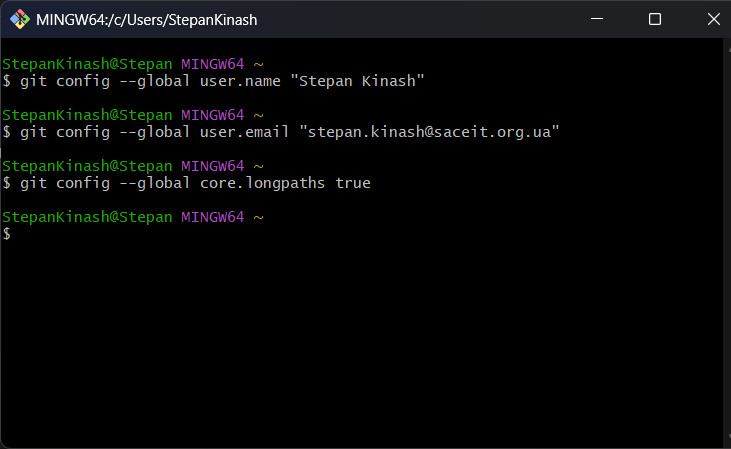 MINGW64:/c/Users/StepanKinash
StepanKinash@Stepan MINGW64 ~
$ git config --global user.name "Stepan Kinash"
StepanKinash@Stepan MINGW64 ~
$ git config --global user.email "stepan.kinash@saceit.org.ua"
StepanKinash@Stepan MINGW64 ~
$ git config --global core.longpaths true
StepanKinash@Stepan MINGW64 ~
$